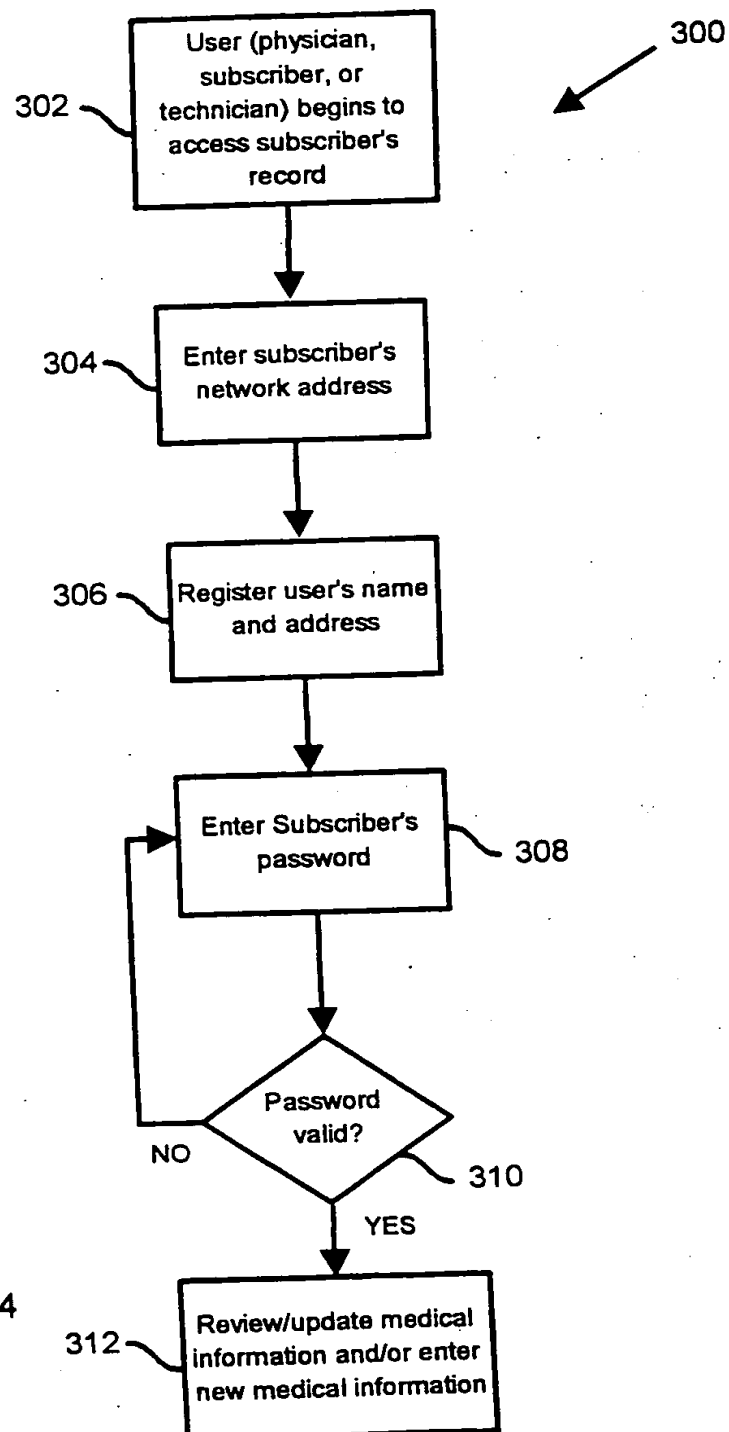 300
302
User (physician,
subscriber, or
technician) begins to
access subscriber's
record
304
Enter subscriber's
network address
306
Register user's name
and address
Enter Subscriber's
password
308
Password
valid?
NO
310
YES
4
312
Review/update medical
information and/or enter
new medical information